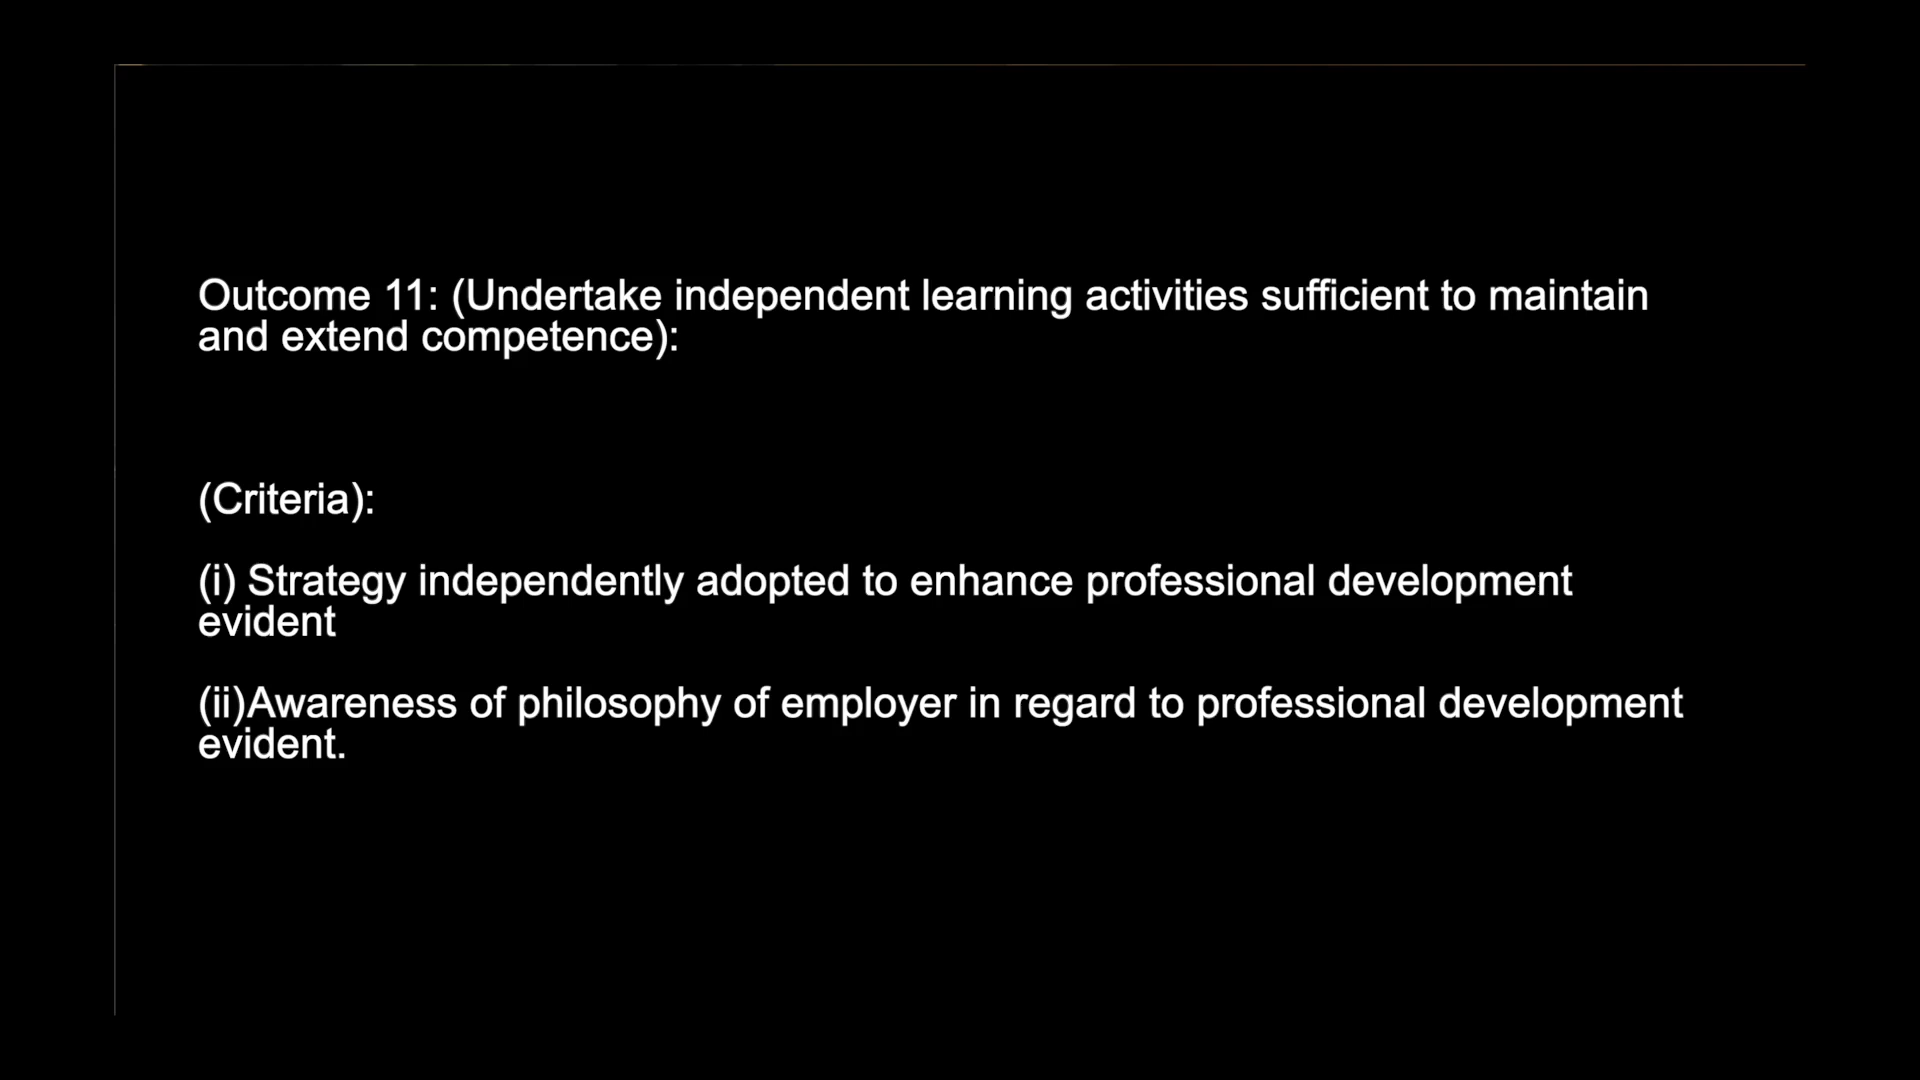 Outcome 11: (Undertake independent learning activities sufficient to maintain
and extend competence):
(Criteria):
(i) Strategy independently adopted to enhance professional development
evident
(ii)Awareness of philosophy of employer in regard to professional development
evident.